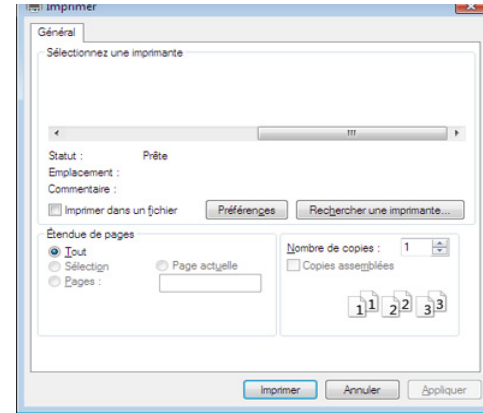 Imprimer
Général
Sélectionnez une imprimante
Statut : Prête
Emplacement :
Commentaire :
Imprimer dans un fichier Préférences Rechercher une imprimante...
Étendue de pages
Tout
Sélection Page actuelle
Pages :
Nombre de copies : 1
Copies assemblées
1 1 2 2 3 3
Imprimer Annuler Appliquer